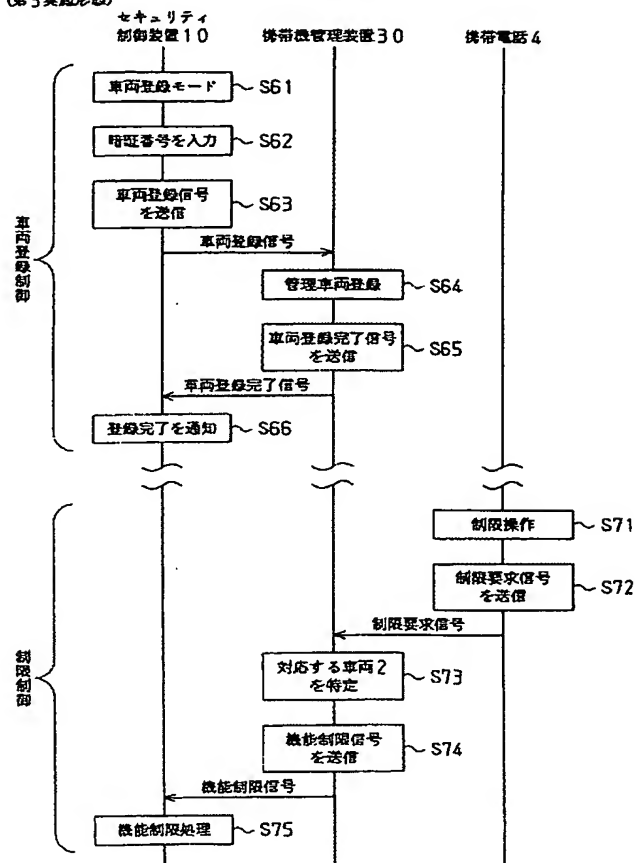 セキュリティ
制御装置10
携帯機管理装置30
携帯電話4
車両登録制御
車両登録モード
S61
暗証番号を入力
S62
車両登録信号
を送信
S63
車両登録信号
管理車両登録
S64
車両登録完了信号
を送信
S65
車両登録完了信号
登録完了を通知
S66
制限制御
制限操作
S71
制限要求信号
を送信
S72
制限要求信号
対応する車両2
を特定
S73
機能制限信号
を送信
S74
機能制限信号
機能制限処理
S75